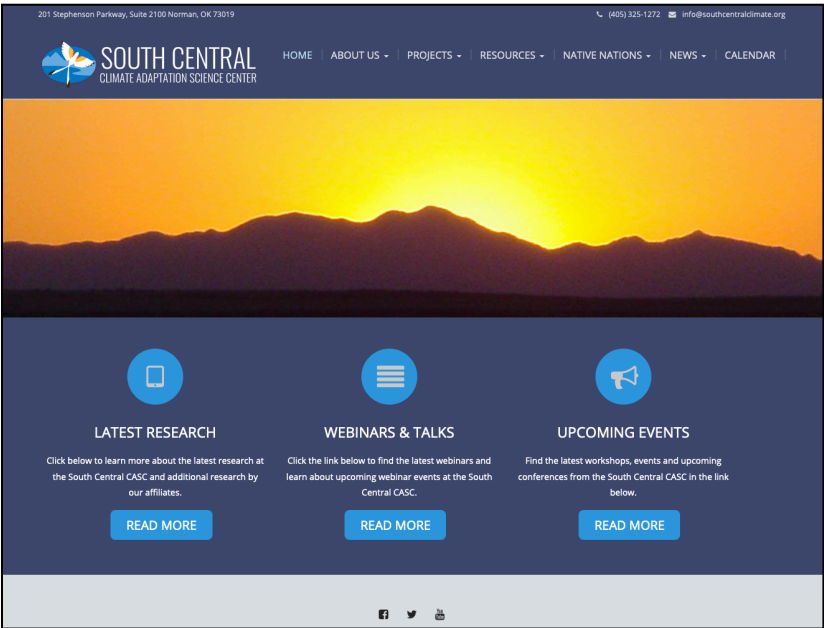 201 Stephenson Parkway, Suite 2100 Norman, OK 73019
(405) 325-1272 info@southcentralclimate.org
SOUTH CENTRAL
CLIMATE ADAPTATION SCIENCE CENTER
HOME ABOUT US PROJECTS RESOURCES NATIVE NATIONS NEWS CALENDAR
LATEST RESEARCH
Click below to learn more about the latest research at
the South Central CASC and additional research by
our affiliates.
READ MORE
WEBINARS & TALKS
Click the link below to find the latest webinars and
learn about upcoming webinar events at the South
Central CASC.
READ MORE
UPCOMING EVENTS
Find the latest workshops, events and upcoming
conferences from the South Central CASC in the link
below.
READ MORE
You
Tube